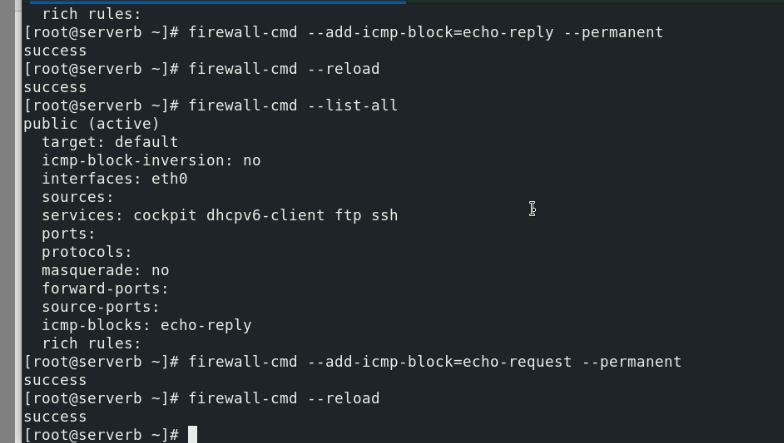 rich rules:
[root@serverb ~]# firewall-cmd --add-icmp-block=echo-reply --permanent
success
[root@serverb ~]# firewall-cmd --reload
success
[root@serverb ~]# firewall-cmd --list-all
public (active)
target: default
icmp-block-inversion: no
interfaces: eth0
sources:
services: cockpit dhcpv6-client ftp ssh
ports:
protocols:
masquerade: no
forward-ports:
source-ports:
icmp-blocks: echo-reply
rich rules:
[root@serverb ~]# firewall-cmd --add-icmp-block=echo-request --permanent
success
[root@serverb ~]# firewall-cmd --reload
success
[root@serverb ~]#